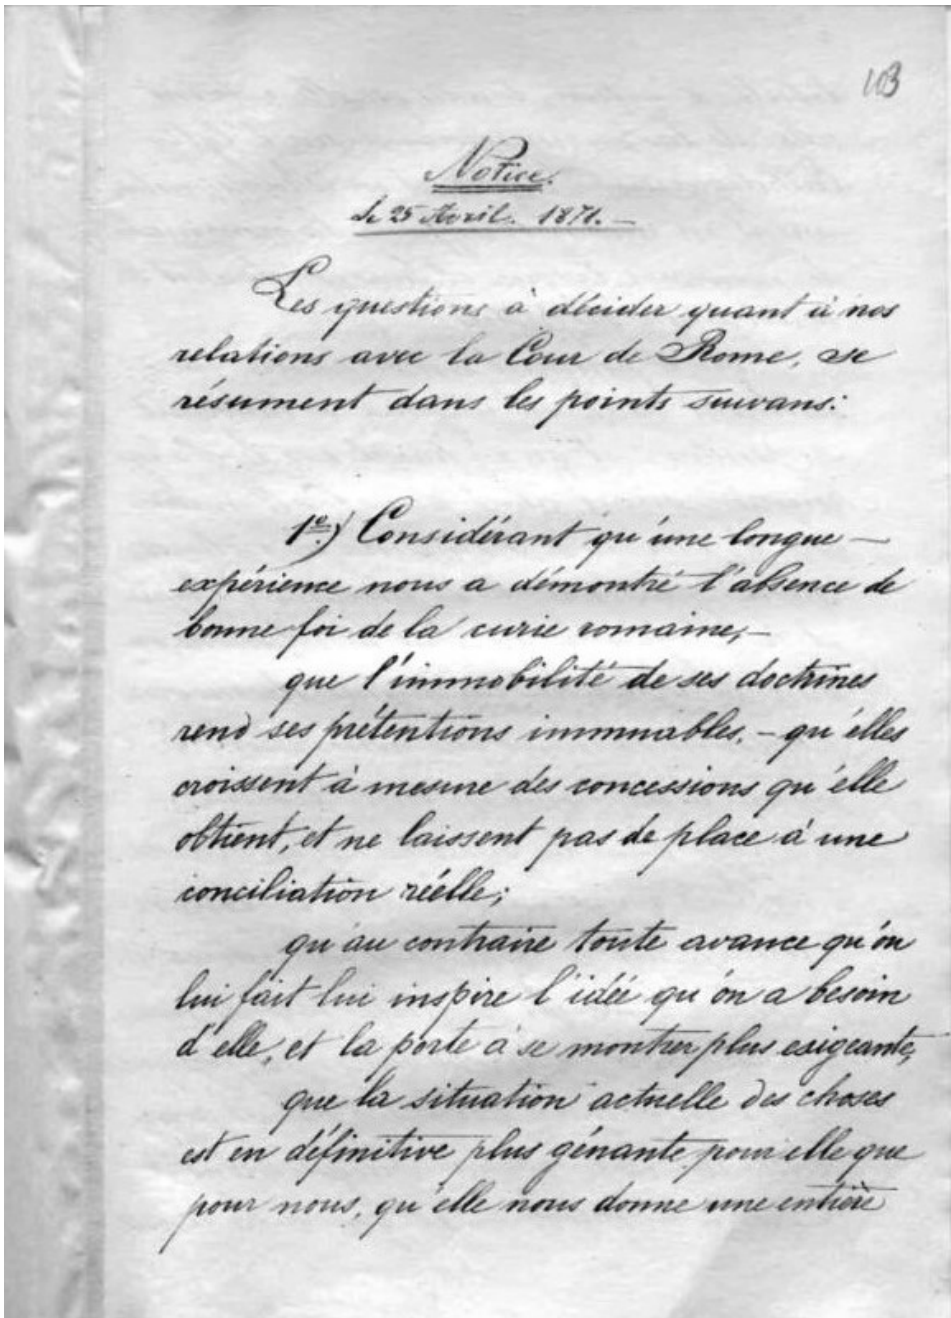 103
Notice.
Le 25 Avril. 1871. —
Les questions à décider quant à nos
relations avec la Cour de Rome, se
résument dans les points suivans:
1º.) Considérant qu'une longue —
expérience nous a démontré l'absence de
bonne foi de la curie romaine, —
que l'immobilité de ses doctrines
rend ses prétentions immuables, — qu'elles
croissent à mesure des concessions qu'elle
obtient, et ne laissent pas de place à une
conciliation réelle;
qu'au contraire toute avance qu'on
lui fait lui inspire l'idée qu'on a besoin
d'elle, et la porte à se montrer plus exigeante,
que la situation actuelle des choses
est en définitive plus gênante pour elle que
pour nous, qu'elle nous donne une entière